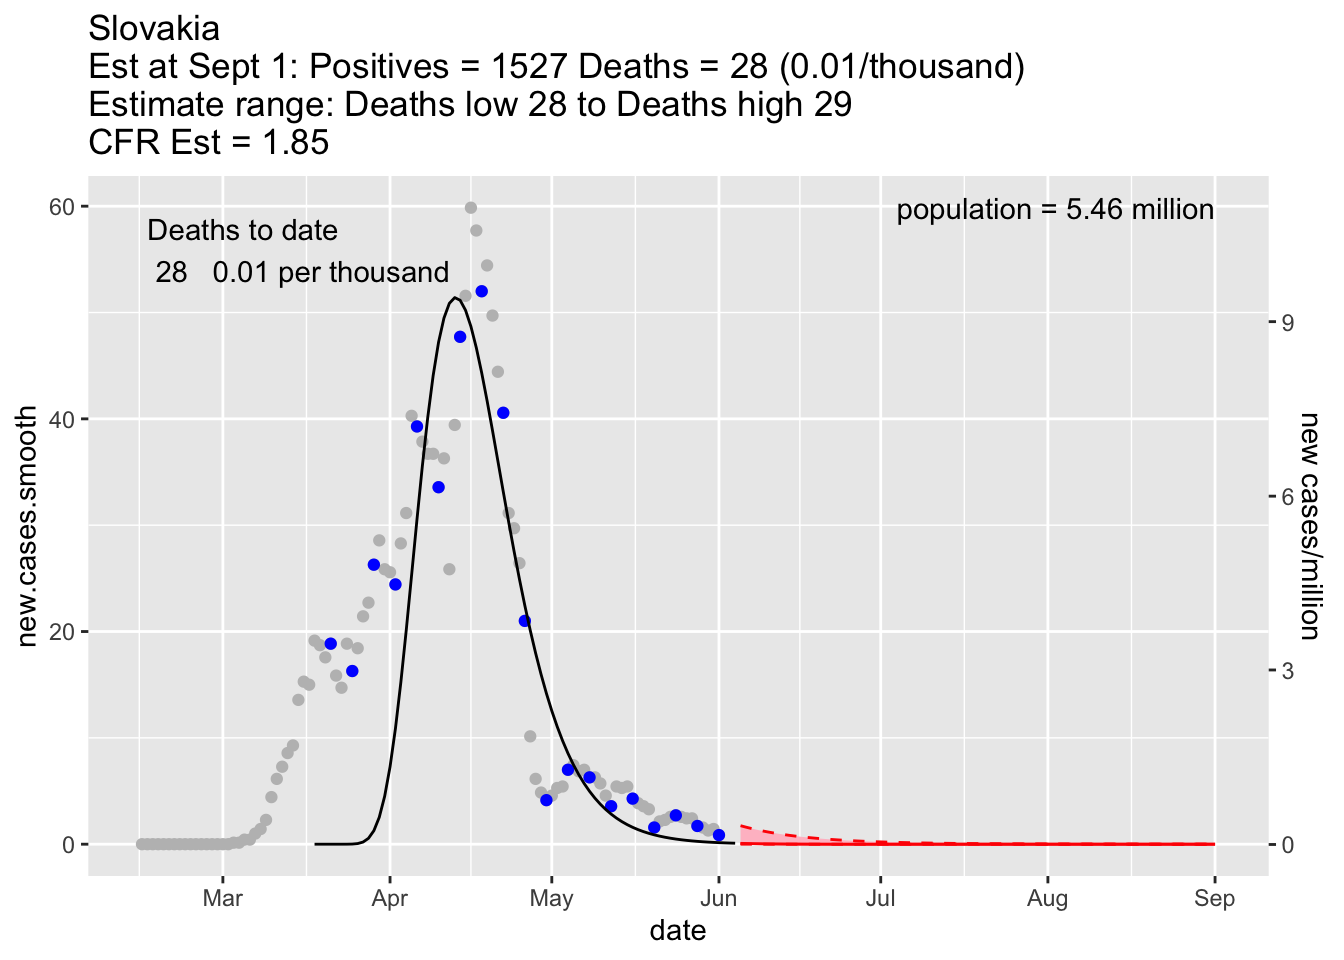 Slovakia
Est at Sept 1: Positives = 1527 Deaths = 28 (0.01/thousand)
Estimate range: Deaths low 28 to Deaths high 29
CFR Est = 1.85
60
40
20
0
new.cases.smooth
Deaths to date
28 0.01 per thousand
population = 5.46 million
9
6
3
0
new cases/million
Mar Apr May Jun Jul Aug Sep
date